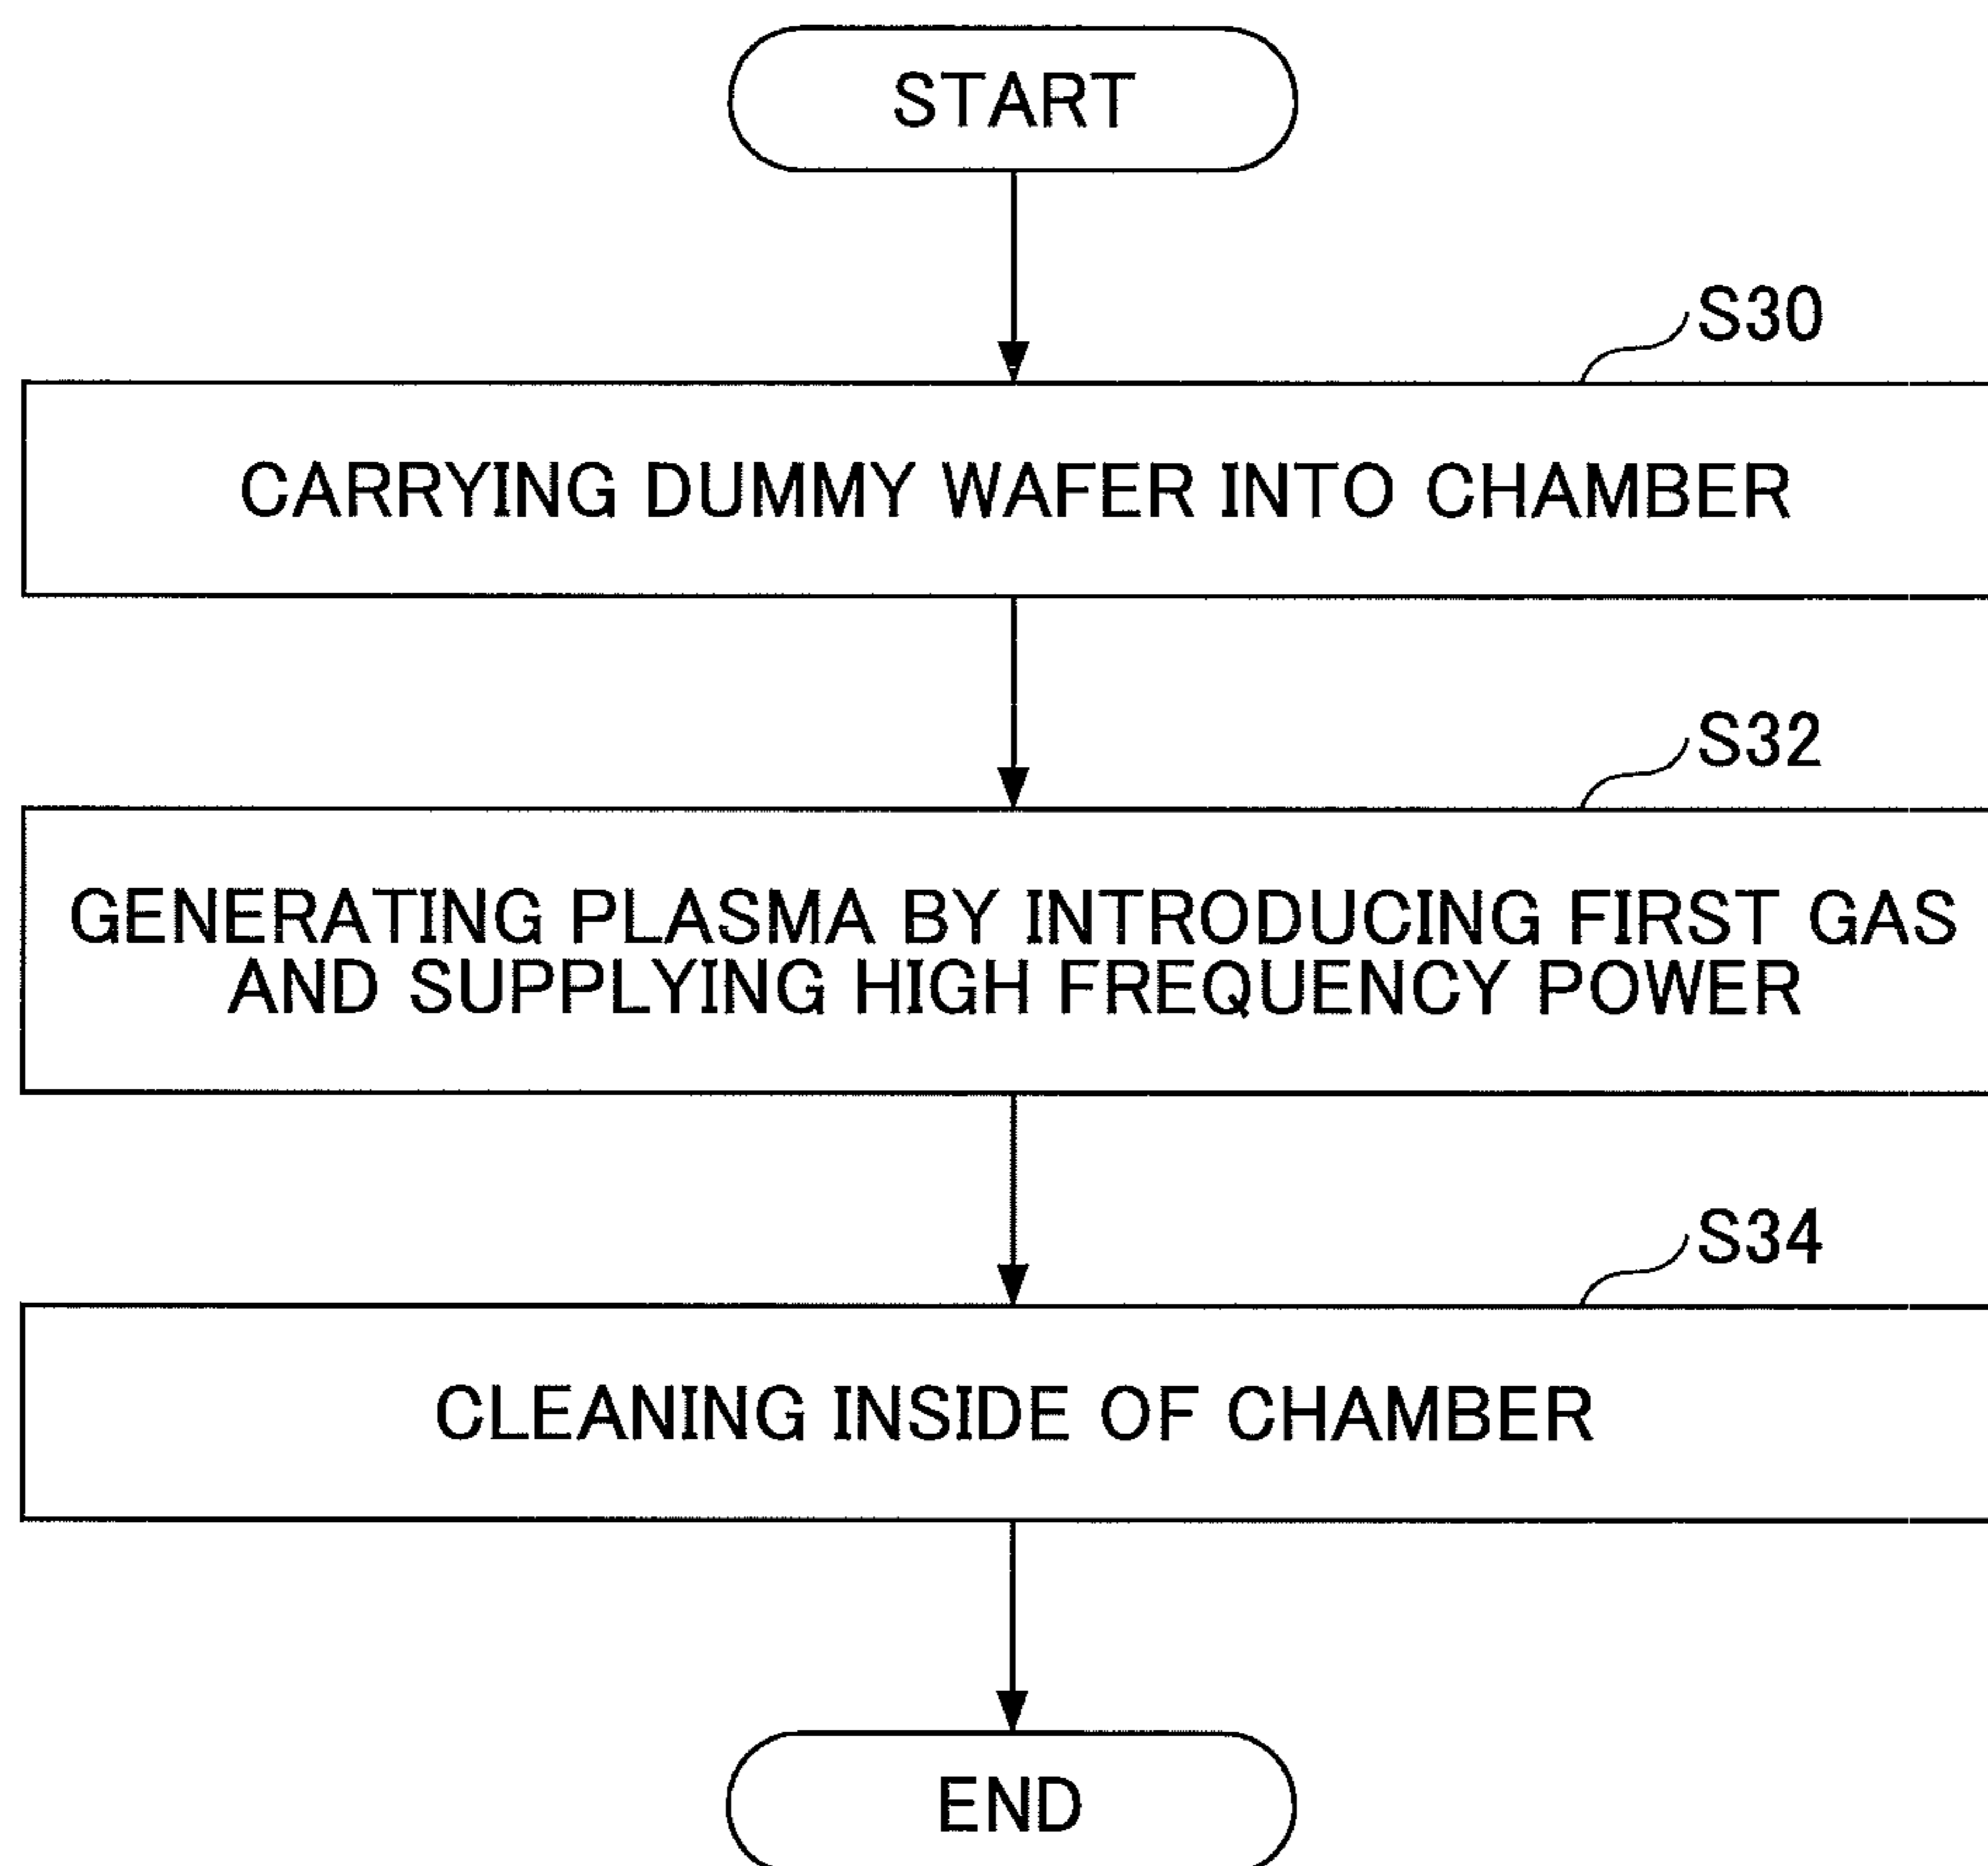 START
S30
CARRYING DUMMY WAFER INTO CHAMBER
S32
GENERATING PLASMA BY INTRODUCING FIRST GAS
AND SUPPLYING HIGH FREQUENCY POWER
S34
CLEANING INSIDE OF CHAMBER
END